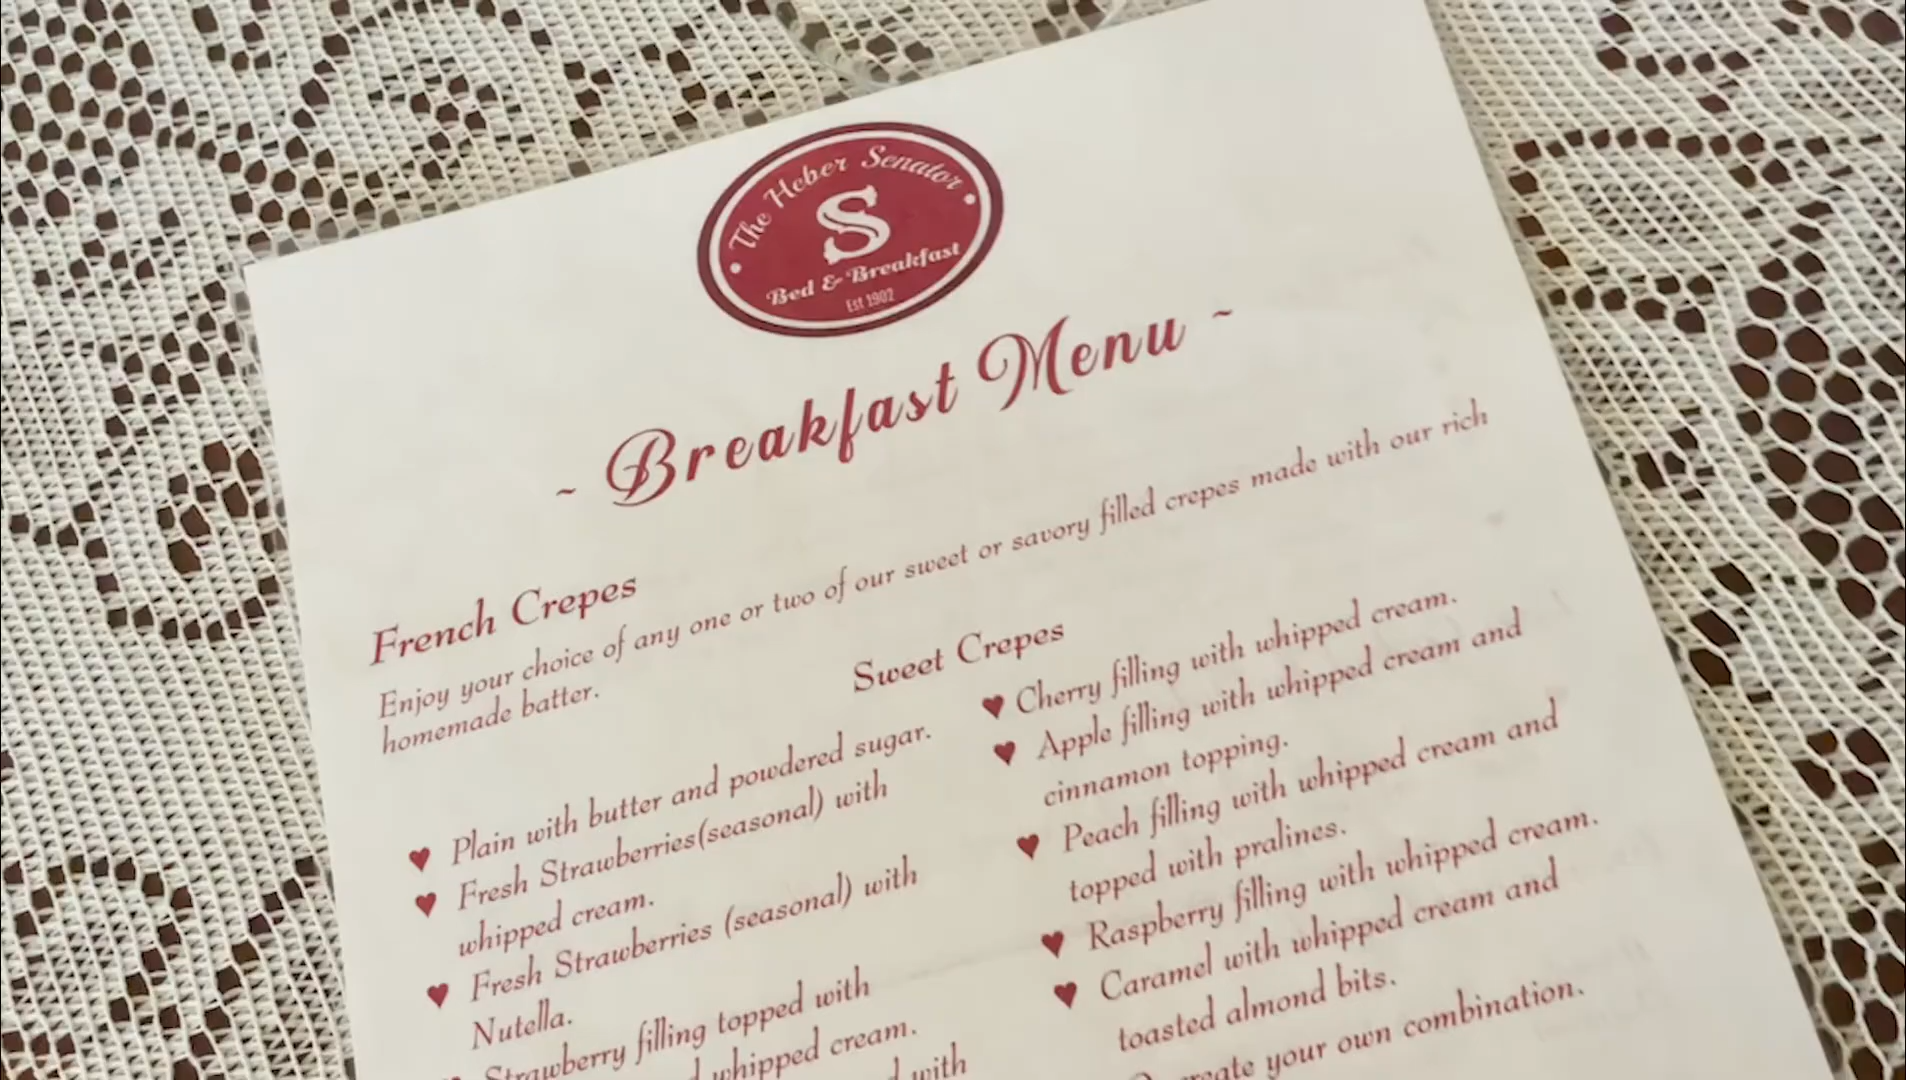 The Heber Senator
S
Bed & Breakfast
Est 1902
~ Breakfast Menu ~
French Crepes
Enjoy your choice of any one or two of our sweet or savory filled crepes made with our rich
homemade batter.
Sweet Crepes
♥ Plain with butter and powdered sugar.
♥ Fresh Strawberries(seasonal) with
whipped cream.
♥ Fresh Strawberries (seasonal) with
Nutella.
Strawberry filling topped with
whipped cream.
with
♥ Cherry filling with whipped cream.
♥ Apple filling with whipped cream and
cinnamon topping.
♥ Peach filling with whipped cream and
topped with pralines.
♥ Raspberry filling with whipped cream.
♥ Caramel with whipped cream and
toasted almond bits.
your own combination.